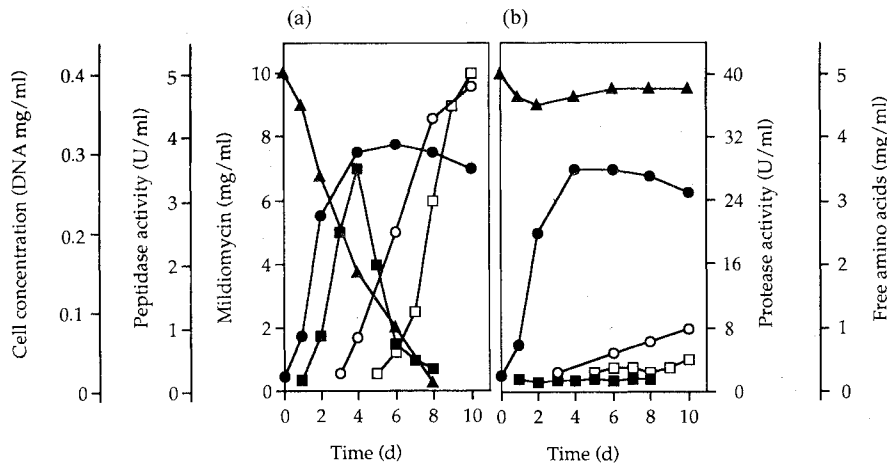 (a)
(b)
Cell concentration (DNA mg/ml)
0.4
0.3
0.2
0.1
0
Peptidase activity (U/ml)
5
4
3
2
1
0
Mildiomycin (mg/ml)
10
8
6
4
2
0
0 2 4 6 8 10
Time (d)
0 2 4 6 8 10
Time (d)
Protease activity (U/ml)
40
36
27
16
8
0
Free amino acids (mg/ml)
5
4
3
2
1
0